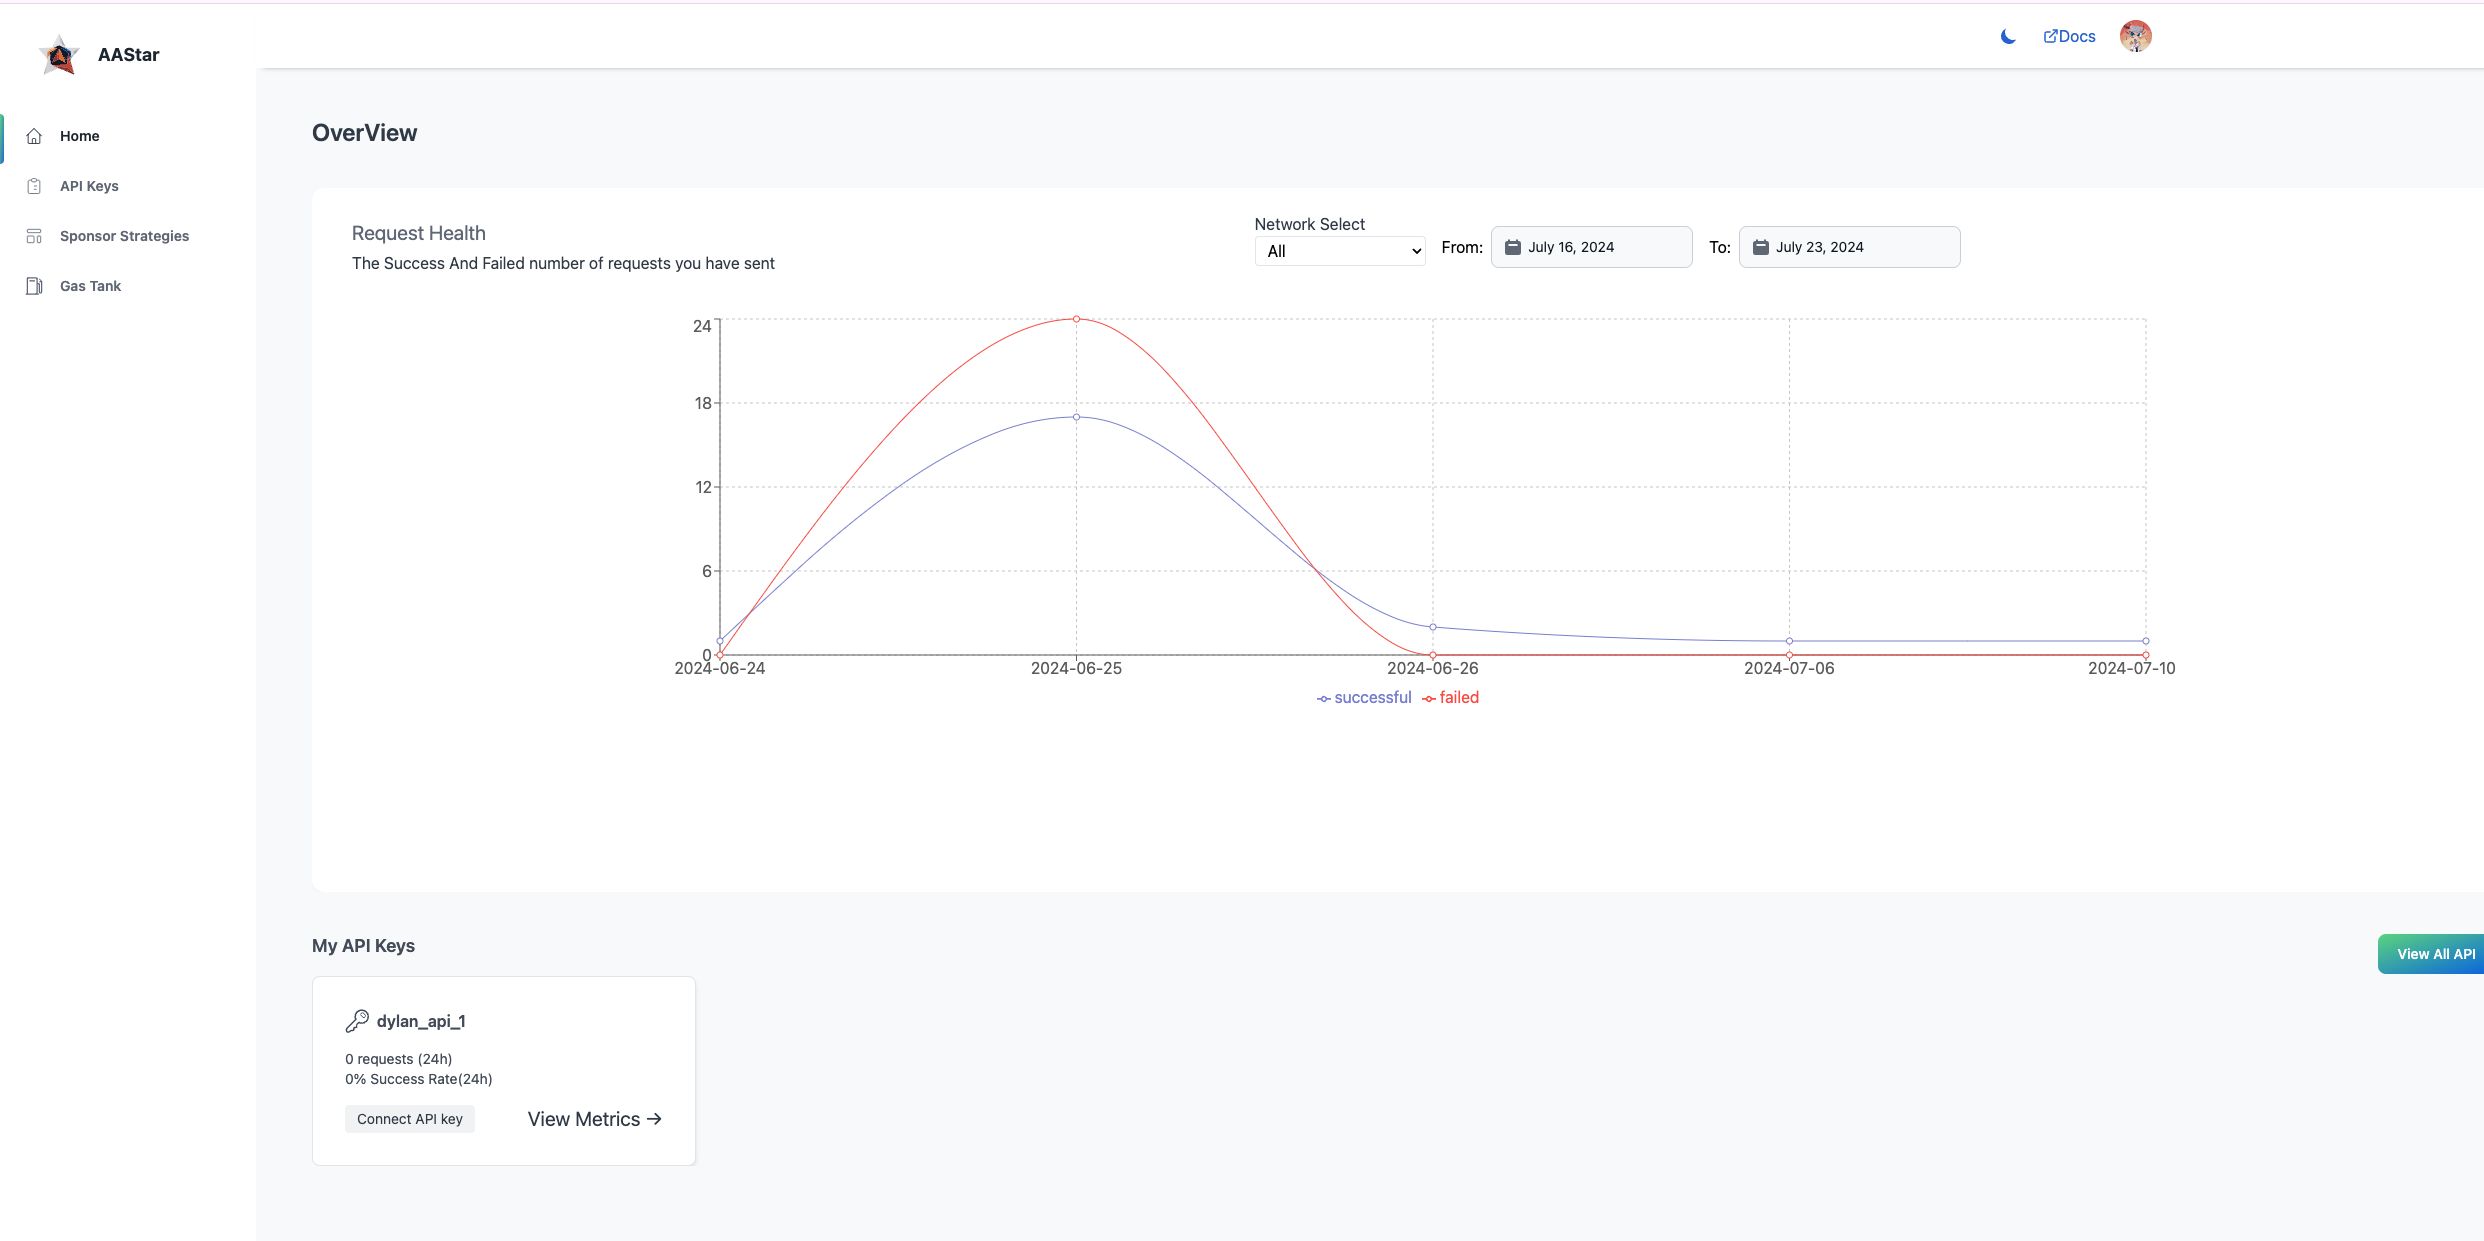 AAStar
Docs
Home
API Keys
Sponsor Strategies
Gas Tank
OverView
Request Health
The Success And Failed number of requests you have sent
Network Select
All
From:
July 16, 2024
To:
July 23, 2024
24
18
12
6
0
2024-06-24
2024-06-25
2024-06-26
2024-07-06
2024-07-10
successful
failed
My API Keys
View All API
dylan_api_1
0 requests (24h)
0% Success Rate(24h)
Connect API key
View Metrics →